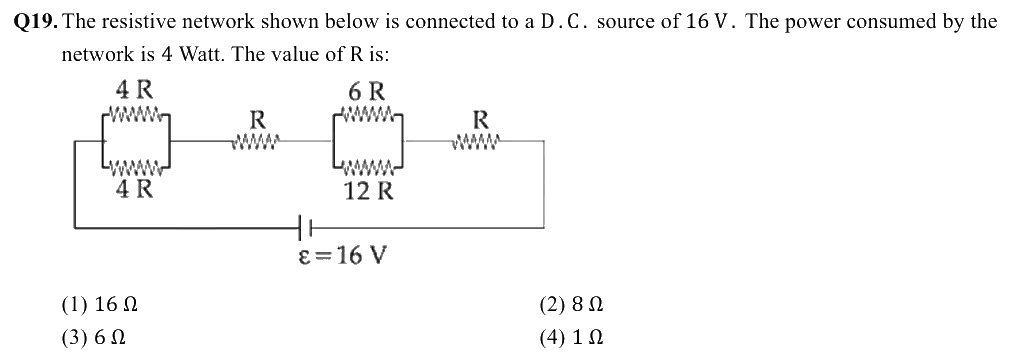 Q19. The resistive network shown below is connected to a D.C. source of 16 V. The power consumed by the
network is 4 Watt. The value of R is:
4 R
6 R
R
R
4 R
12 R
ε = 16 V
(1) 16 Ω
(2) 8 Ω
(3) 6 Ω
(4) 1 Ω